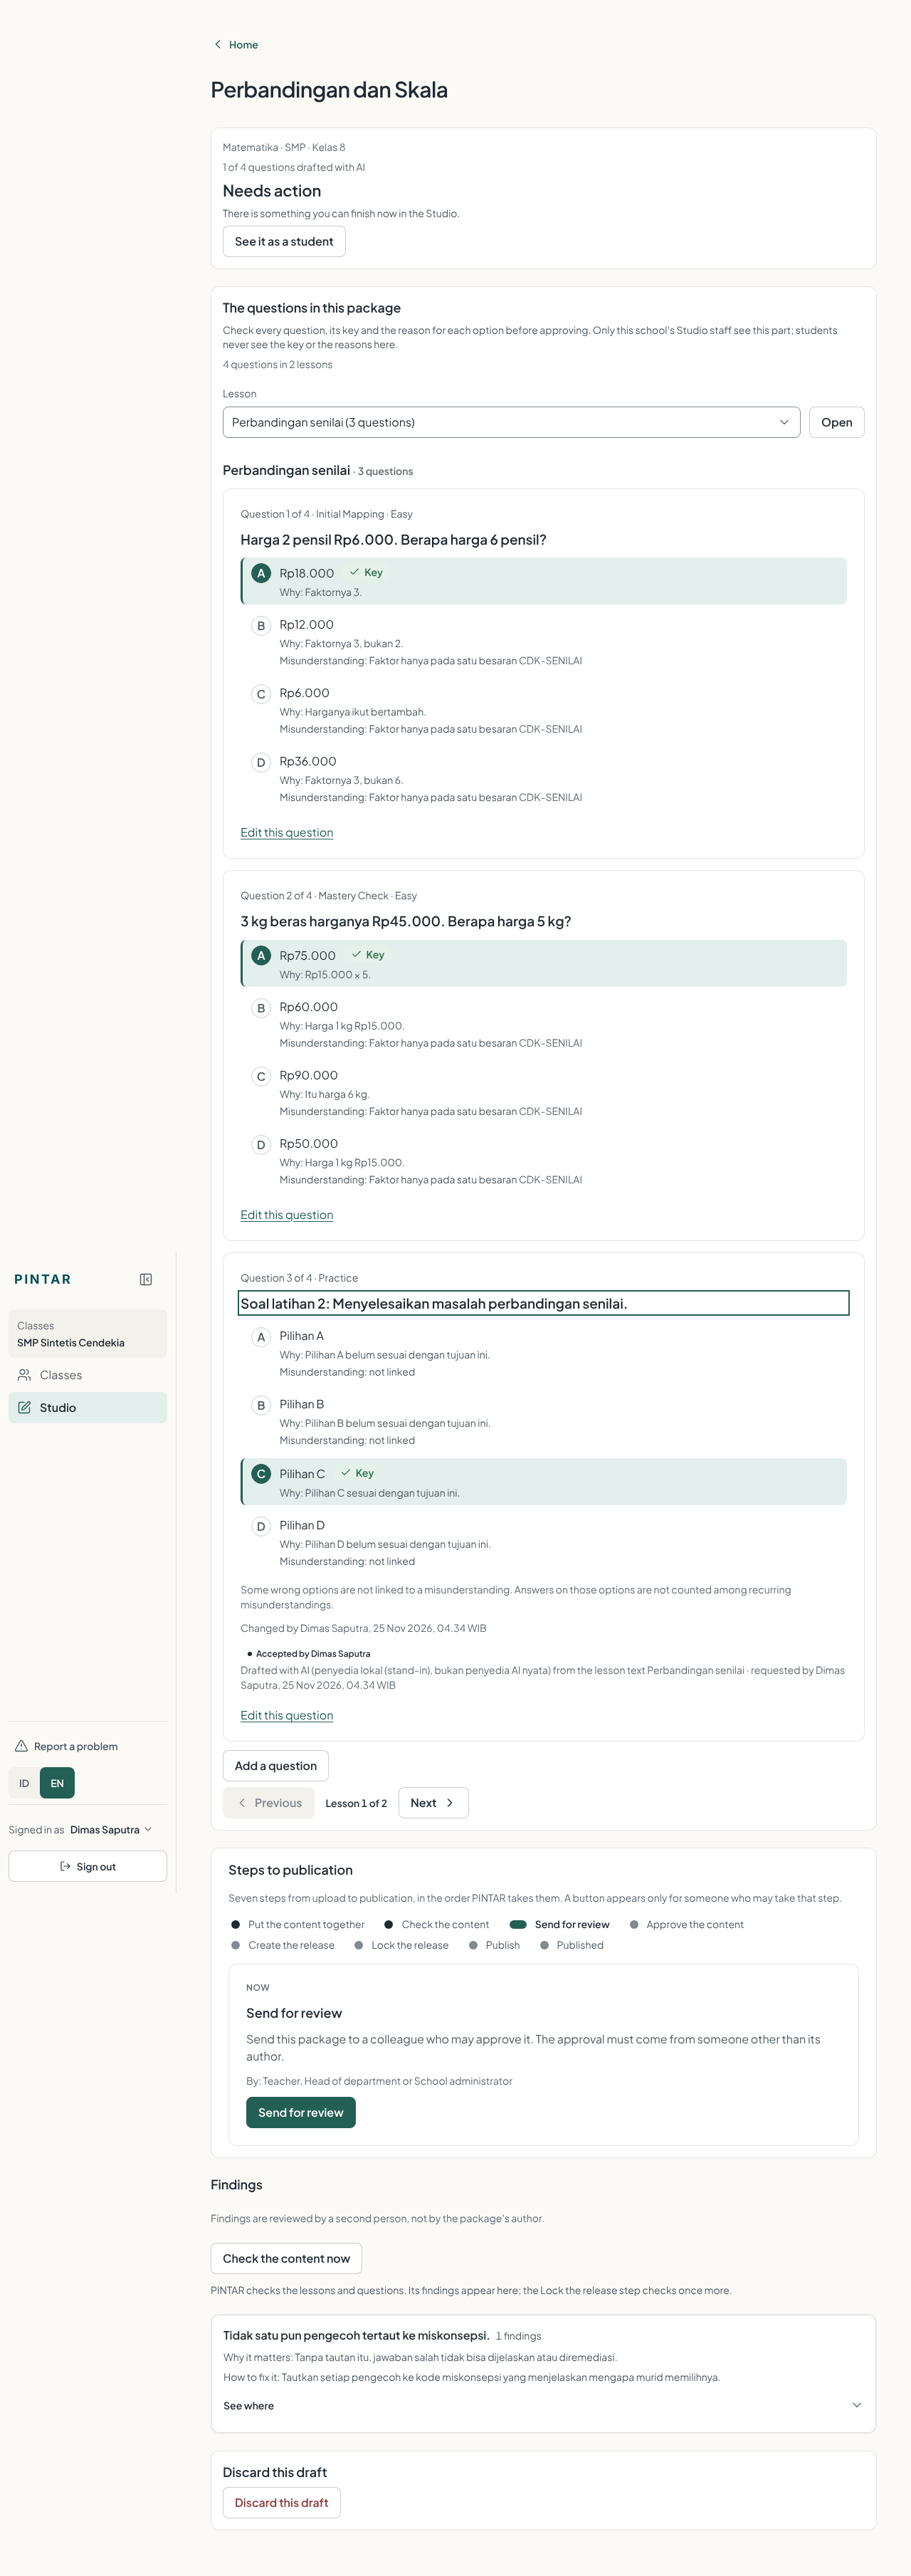 Home
Perbandingan dan Skala
Matematika · SMP · Kelas 8
1 of 4 questions drafted with AI
Needs action
There is something you can finish now in the Studio.
See it as a student
The questions in this package
Check every question, its key and the reason for each option before approving. Only this school's Studio staff see this part; students
never see the key or the reasons here.
4 questions in 2 lessons
Lesson
Perbandingan senilai (3 questions)
Open
Perbandingan senilai · 3 questions
Question 1 of 4 · Initial Mapping · Easy
Harga 2 pensil Rp6.000. Berapa harga 6 pensil?
A Rp18.000 Key
Why: Faktornya 3.
B Rp12.000
Why: Faktornya 3, bukan 2.
Misunderstanding: Faktor hanya pada satu besaran CDK-SENILAI
C Rp6.000
Why: Harganya ikut bertambah.
Misunderstanding: Faktor hanya pada satu besaran CDK-SENILAI
D Rp36.000
Why: Faktornya 3, bukan 6.
Misunderstanding: Faktor hanya pada satu besaran CDK-SENILAI
Edit this question
Question 2 of 4 · Mastery Check · Easy
3 kg beras harganya Rp45.000. Berapa harga 5 kg?
A Rp75.000 Key
Why: Rp15.000 × 5.
B Rp60.000
Why: Harga 1 kg Rp15.000.
Misunderstanding: Faktor hanya pada satu besaran CDK-SENILAI
C Rp90.000
Why: Itu harga 6 kg.
Misunderstanding: Faktor hanya pada satu besaran CDK-SENILAI
D Rp50.000
Why: Harga 1 kg Rp15.000.
Misunderstanding: Faktor hanya pada satu besaran CDK-SENILAI
Edit this question
Question 3 of 4 · Practice
Soal latihan 2: Menyelesaikan masalah perbandingan senilai.
A Pilihan A
Why: Pilihan A belum sesuai dengan tujuan ini.
Misunderstanding: not linked
B Pilihan B
Why: Pilihan B belum sesuai dengan tujuan ini.
Misunderstanding: not linked
C Pilihan C Key
Why: Pilihan C sesuai dengan tujuan ini.
D Pilihan D
Why: Pilihan D belum sesuai dengan tujuan ini.
Misunderstanding: not linked
Some wrong options are not linked to a misunderstanding. Answers on those options are not counted among recurring
misunderstandings.
Changed by Dimas Saputra, 25 Nov 2026, 04.34 WIB
Accepted by Dimas Saputra
Drafted with AI (penyedia lokal (stand-in), bukan penyedia AI nyata) from the lesson text Perbandingan senilai · requested by Dimas
Saputra, 25 Nov 2026, 04.34 WIB
Edit this question
Add a question
Previous
Lesson 1 of 2
Next
PINTAR
Classes
SMP Sintetis Cendekia
Classes
Studio
Report a problem
ID
EN
Signed in as Dimas Saputra
Sign out
Steps to publication
Seven steps from upload to publication, in the order PINTAR takes them. A button appears only for someone who may take that step.
Put the content together
Check the content
Send for review
Approve the content
Create the release
Lock the release
Publish
Published
NOW
Send for review
Send this package to a colleague who may approve it. The approval must come from someone other than its
author.
By: Teacher, Head of department or School administrator
Send for review
Findings
Findings are reviewed by a second person, not by the package's author.
Check the content now
PINTAR checks the lessons and questions. Its findings appear here; the Lock the release step checks once more.
Tidak satu pun pengecoh tertaut ke miskonsepsi. 1 findings
Why it matters: Tanpa tautan itu, jawaban salah tidak bisa dijelaskan atau diremediasi.
How to fix it: Tautkan setiap pengecoh ke kode miskonsepsi yang menjelaskan mengapa murid memilihnya.
See where
Discard this draft
Discard this draft